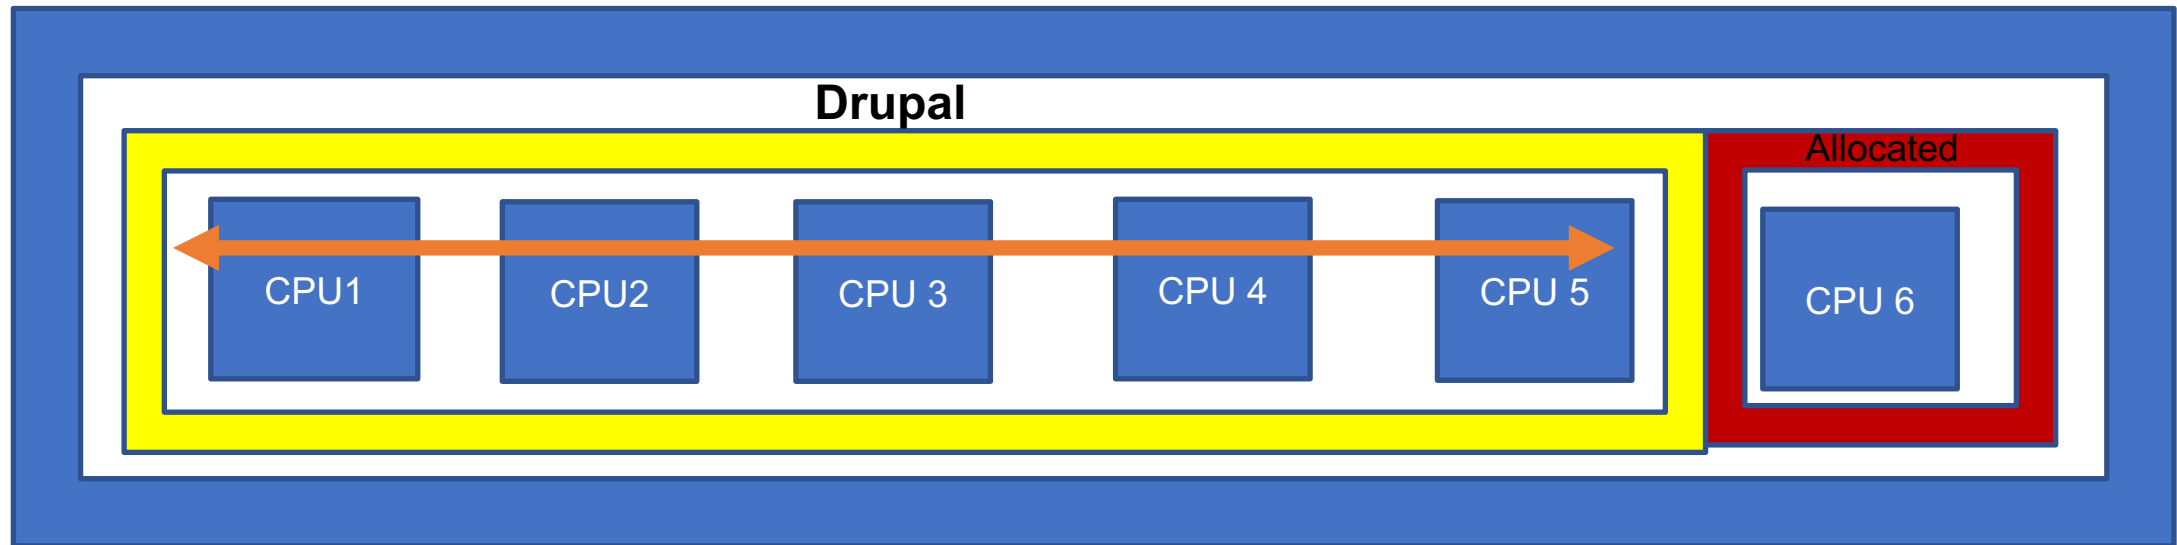 Drupal
Allocated
CPU1
CPU2
CPU 3
CPU 4
CPU 5
CPU 6